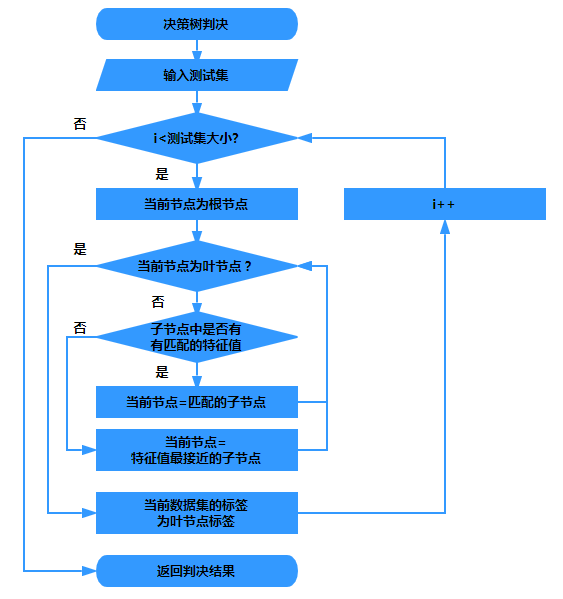 决策树判决
输入测试集
否
i<测试集大小?
是
当前节点为根节点
i++
是
当前节点为叶节点？
否
否
子节点中是否有
有匹配的特征值
是
当前节点=匹配的子节点
当前节点=
特征值最接近的子节点
当前数据集的标签
为叶节点标签
返回判决结果